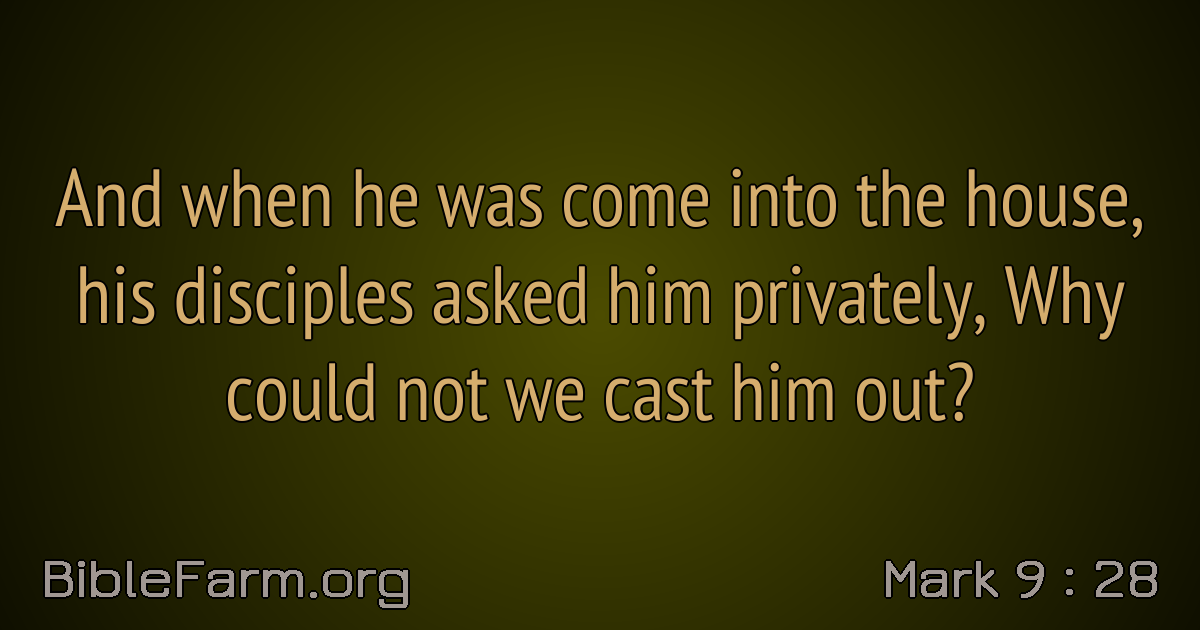 And when he was come into the house,
his disciples asked him privately, Why
could not we cast him out?
BibleFarm.org
Mark 9 : 28